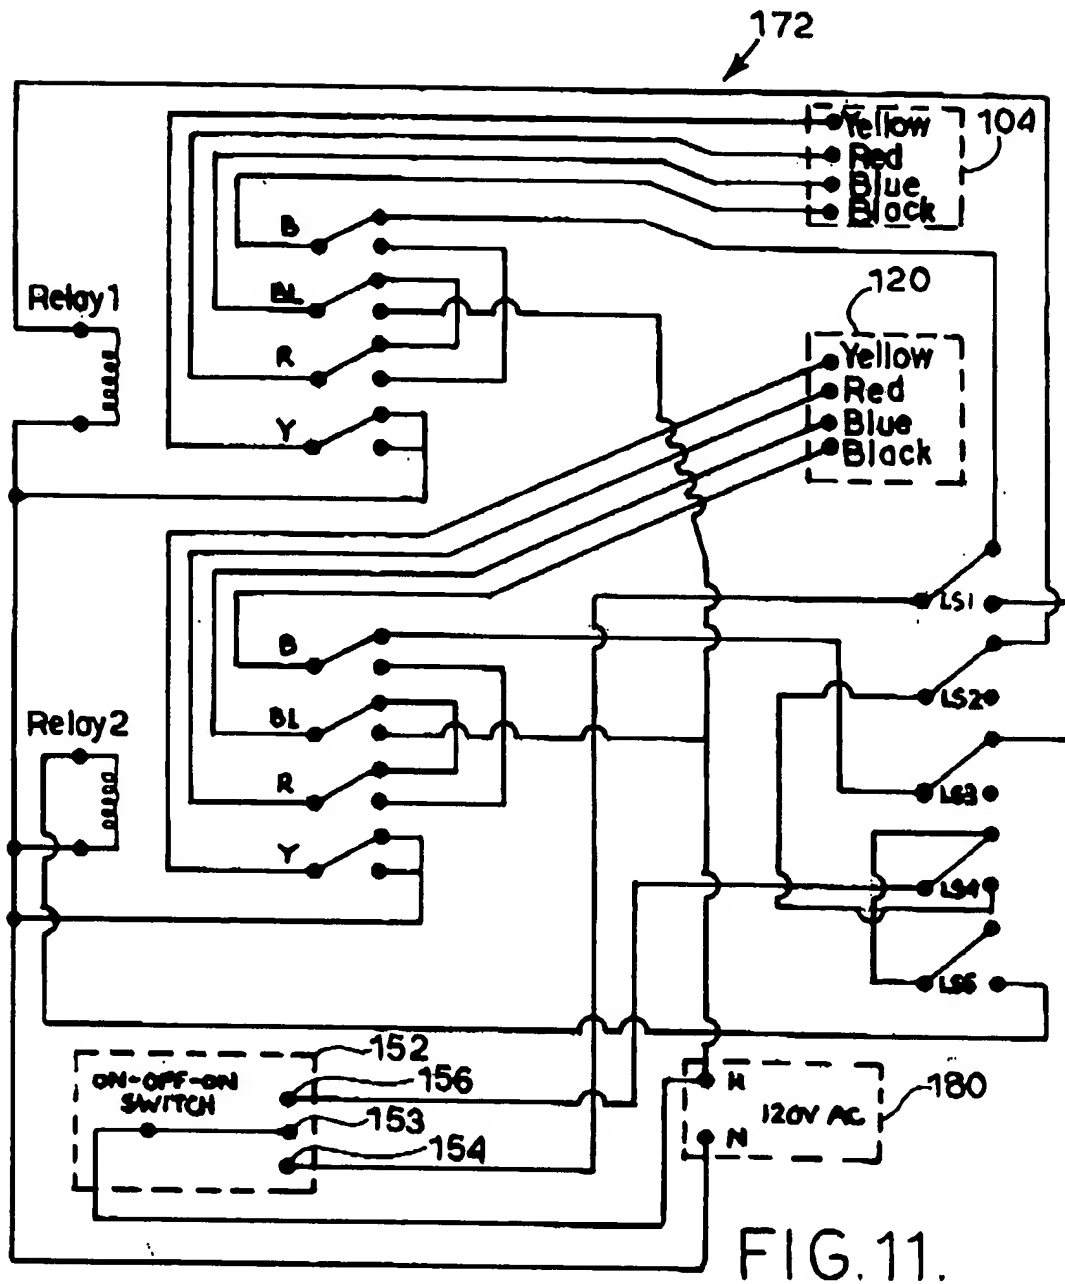 172
Yellow
104
Red
Blue
Black
B
120
Relay1
BL
R
Y
Yellow
Red
Blue
Black
LS1
B
LS2
BL
Relay2
R
LS3
Y
LS4
LS5
152
ON-OFF-ON
SWITCH
156
153
154
H
120V AC
N
180
FIG.11.